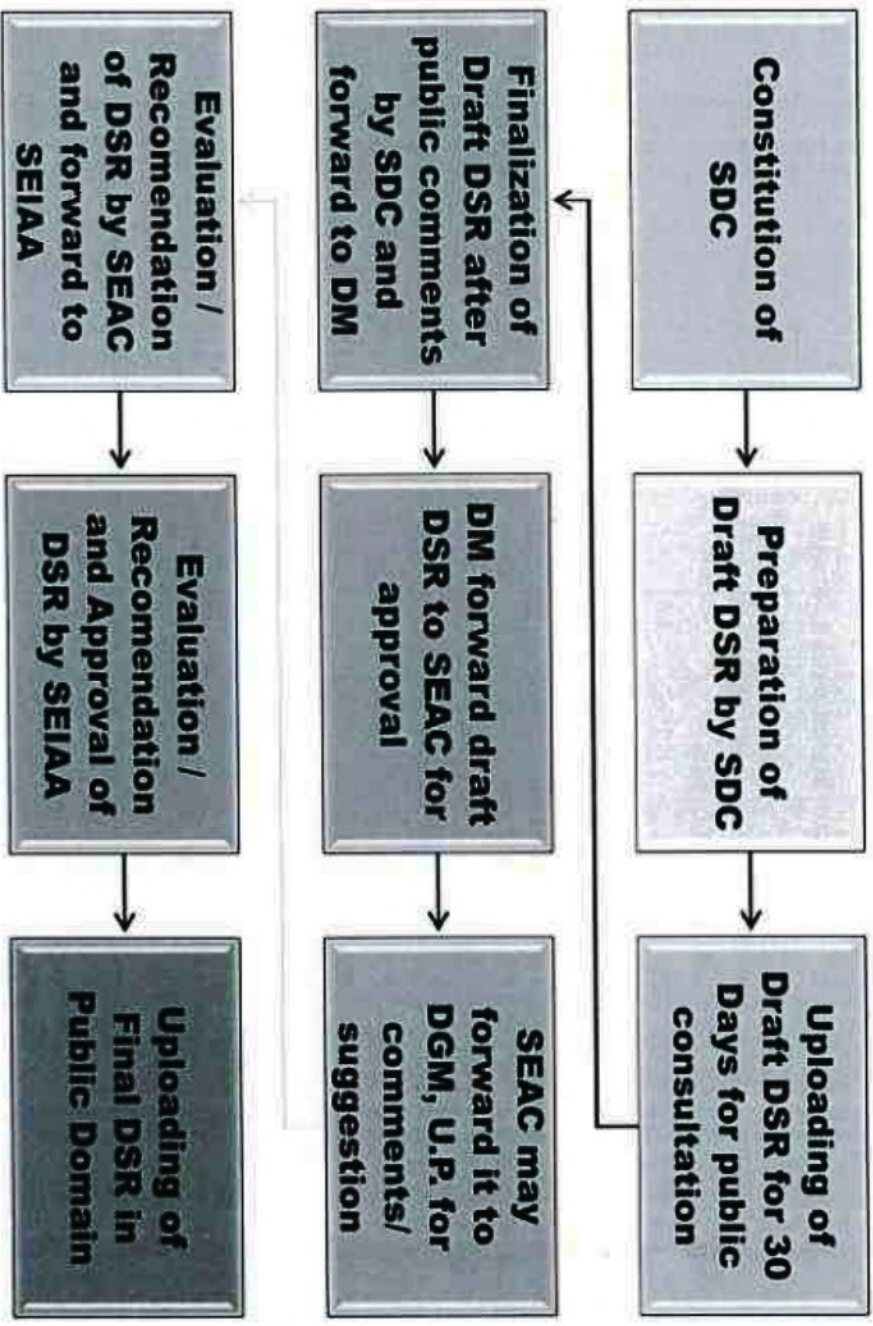 Constitution of
SDC
Preparation of
Draft DSR by SDC
Uploading of
Draft DSR for 30
Days for public
consultation
Finalization of
Draft DSR after
public comments
by SDC and
forward to DM
DM forward draft
DSR to SEAC for
approval
SEAC may
forward it to
DGM, U.P. for
comments/
suggestion
Evaluation /
Recomendation
of DSR by SEAC
and forward to
SEIAA
Evaluation /
Recomendation
and Approval of
DSR by SEIAA
Uploading of
Final DSR in
Public Domain